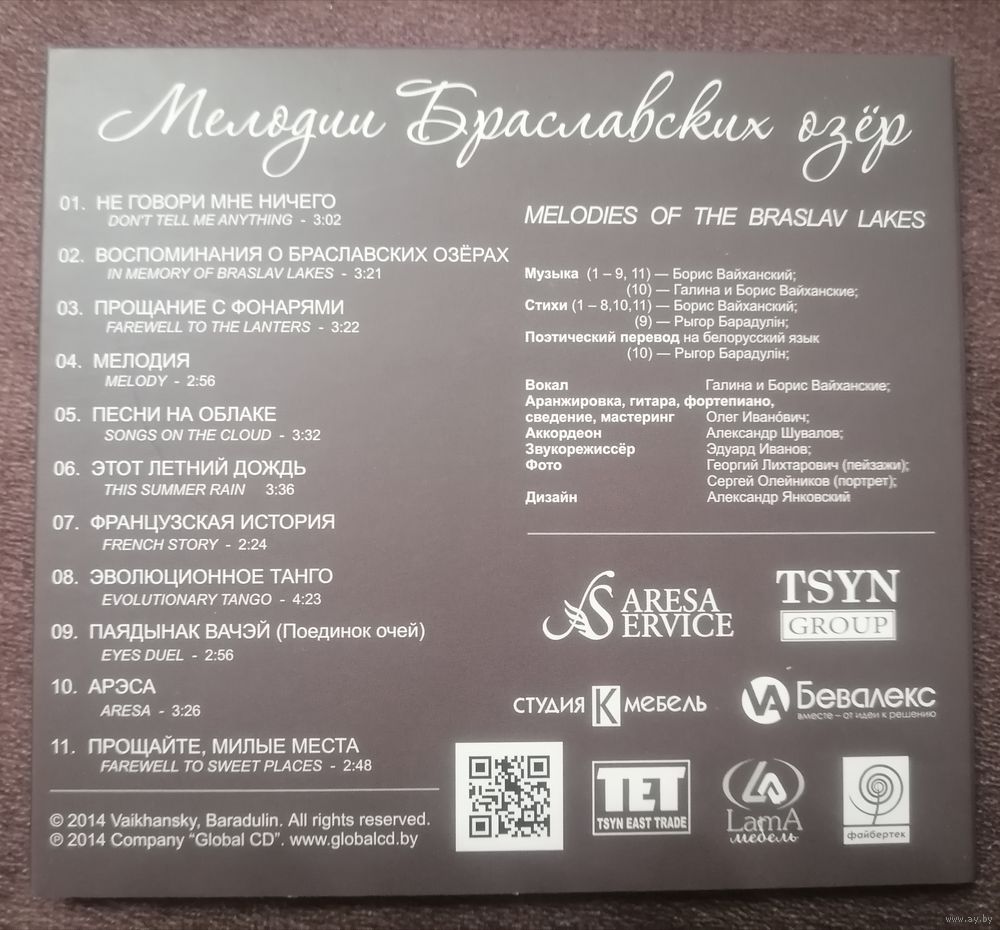 Мелодии Браславских озёр
01. НЕ ГОВОРИ МНЕ НИЧЕГО
DON'T TELL ME ANYTHING - 3:02
02. ВОСПОМИНАНИЯ О БРАСЛАВСКИХ ОЗЁРАХ
IN MEMORY OF BRASLAV LAKES - 3:21
03. ПРОЩАНИЕ С ФОНАРЯМИ
FAREWELL TO THE LANTERS - 3:22
04. МЕЛОДИЯ
MELODY - 2:56
05. ПЕСНИ НА ОБЛАКЕ
SONGS ON THE CLOUD - 3:32
06. ЭТОТ ЛЕТНИЙ ДОЖДЬ
THIS SUMMER RAIN 3:36
07. ФРАНЦУЗСКАЯ ИСТОРИЯ
FRENCH STORY - 2:24
08. ЭВОЛЮЦИОННОЕ ТАНГО
EVOLUTIONARY TANGO - 4:23
09. ПАЯДЫНАК ВАЧЭЙ (Поединок очей)
EYES DUEL - 2:56
10. АРЭСА
ARESA - 3:26
11. ПРОЩАЙТЕ, МИЛЫЕ МЕСТА
FAREWELL TO SWEET PLACES - 2:48
© 2014 Vaikhansky, Baradulin. All rights reserved.
℗ 2014 Company “Global CD”. www.globalcd.by
MELODIES OF THE BRASLAV LAKES
Музыка (1 – 9, 11) — Борис Вайханский;
(10) — Галина и Борис Вайханские;
Стихи (1 – 8,10,11) — Борис Вайханский;
(9) — Рыгор Барадулін;
Поэтический перевод на белорусский язык
(10) — Рыгор Барадулін;
Вокал Галина и Борис Вайханские;
Аранжировка, гитара, фортепиано,
сведение, мастеринг Олег Ивано́вич;
Аккордеон Александр Шувалов;
Звукорежиссёр Эдуард Иванов;
Фото Георгий Лихтарович (пейзажи);
Сергей Олейников (портрет);
Дизайн Александр Янковский
ARESA
SERVICE
TSYN
GROUP
СТУДИЯ К МЕБЕЛЬ
VA Бевалекс
вместе – от идеи к решению
TET
TSYN EAST TRADE
LA
LamA
мебель
файбертек
www.ay.by